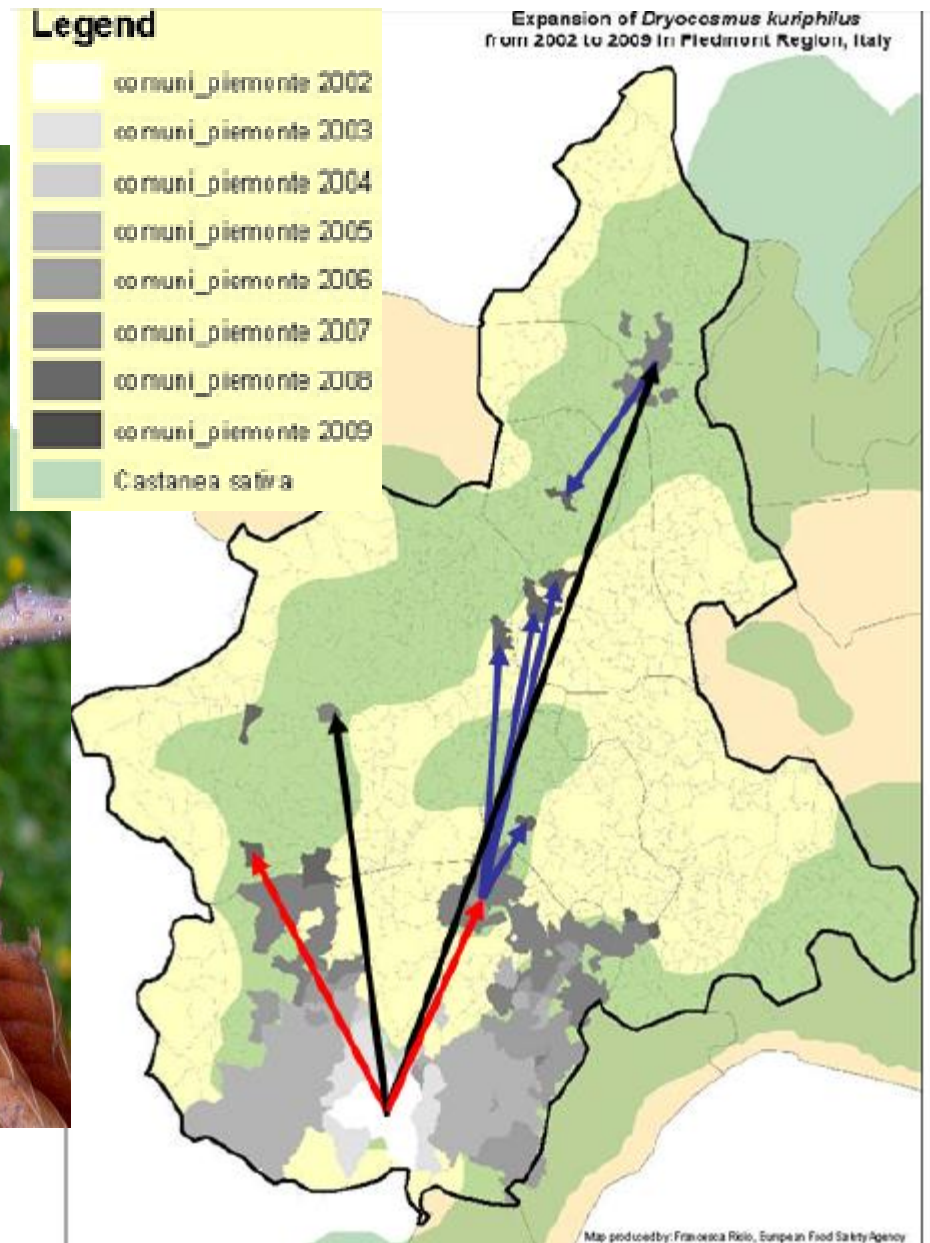 Legend
comuni_piemonte 2002
comuni_piemonte 2003
comuni_piemonte 2004
comuni_piemonte 2005
comuni_piemonte 2006
comuni_piemonte 2007
comuni_piemonte 2008
comuni_piemonte 2009
Castanea sativa
Expansion of Dryocosmus kuriphilus
from 2002 to 2009 in Piedmont Region, Italy
Map produced by: Francesca Riolo, European Food Safety Agency